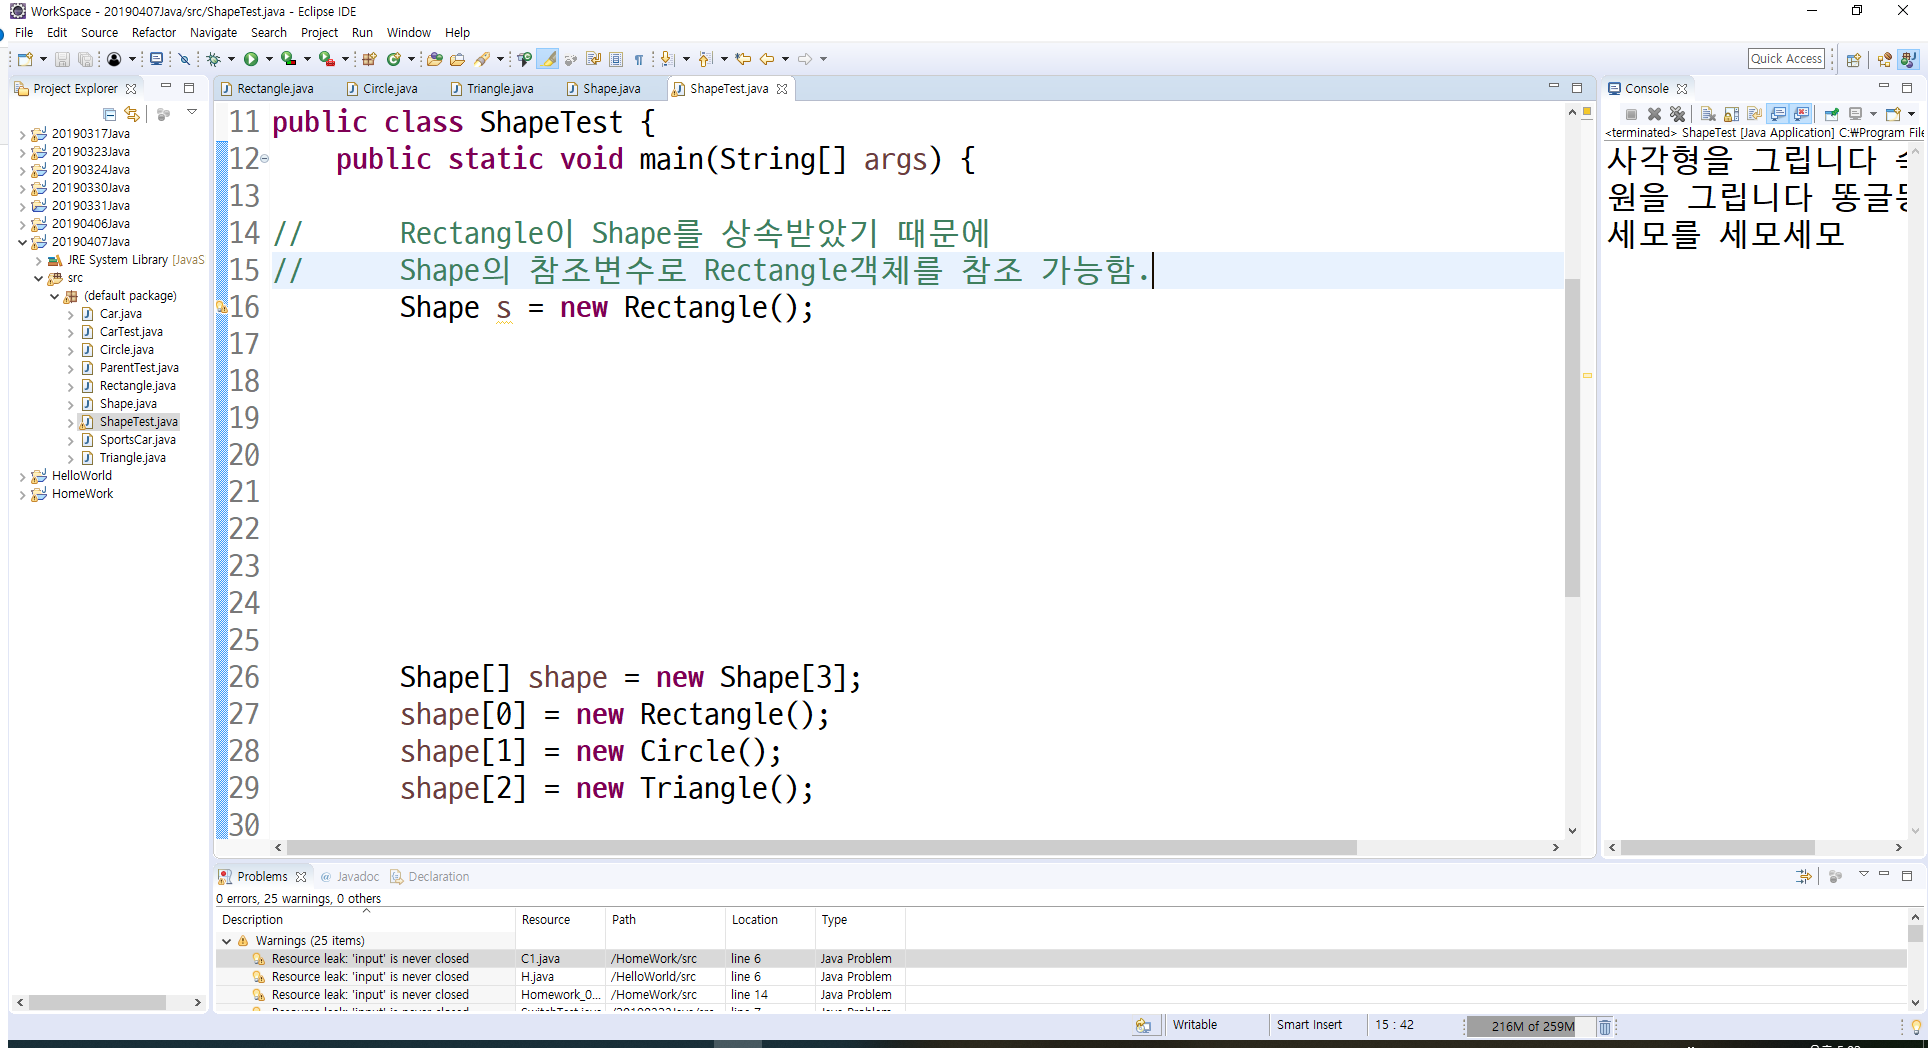 WorkSpace - 20190407Java/src/ShapeTest.java - Eclipse IDE
File Edit Source Refactor Navigate Search Project Run Window Help
Quick Access
Project Explorer
20190317Java
20190323Java
20190324Java
20190330Java
20190331Java
20190406Java
20190407Java
JRE System Library [JavaS
src
(default package)
Car.java
CarTest.java
Circle.java
ParentTest.java
Rectangle.java
Shape.java
ShapeTest.java
SportsCar.java
Triangle.java
HelloWorld
HomeWork
Rectangle.java Circle.java Triangle.java Shape.java ShapeTest.java
11 public class ShapeTest {
12 public static void main(String[] args) {
13
14 // Rectangle이 Shape를 상속받았기 때문에
15 // Shape의 참조변수로 Rectangle객체를 참조 가능함.
16 Shape s = new Rectangle();
17
18
19
20
21
22
23
24
25
26 Shape[] shape = new Shape[3];
27 shape[0] = new Rectangle();
28 shape[1] = new Circle();
29 shape[2] = new Triangle();
30
Console
<terminated> ShapeTest [Java Application] C:￦Program File
사각형을 그립니다
원을 그립니다 똥글
세모를 세모세모
Problems @ Javadoc Declaration
0 errors, 25 warnings, 0 others
Description Resource Path Location Type
Warnings (25 items)
Resource leak: 'input' is never closed C1.java /HomeWork/src line 6 Java Problem
Resource leak: 'input' is never closed H.java /HelloWorld/src line 6 Java Problem
Resource leak: 'input' is never closed Homework_0... /HomeWork/src line 14 Java Problem
Writable Smart Insert 15 : 42 216M of 259M